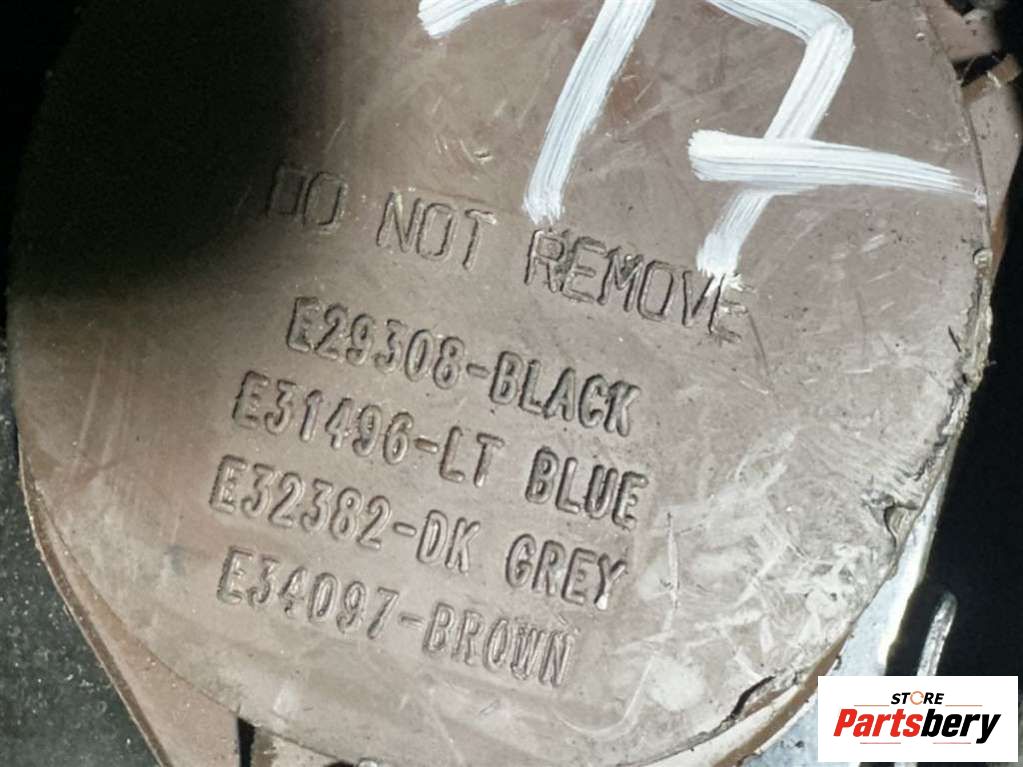 77
DO NOT REMOVE
E29308-BLACK
E31496-LT BLUE
E32382-DK GREY
E34097-BROWN
STORE
Partsbery